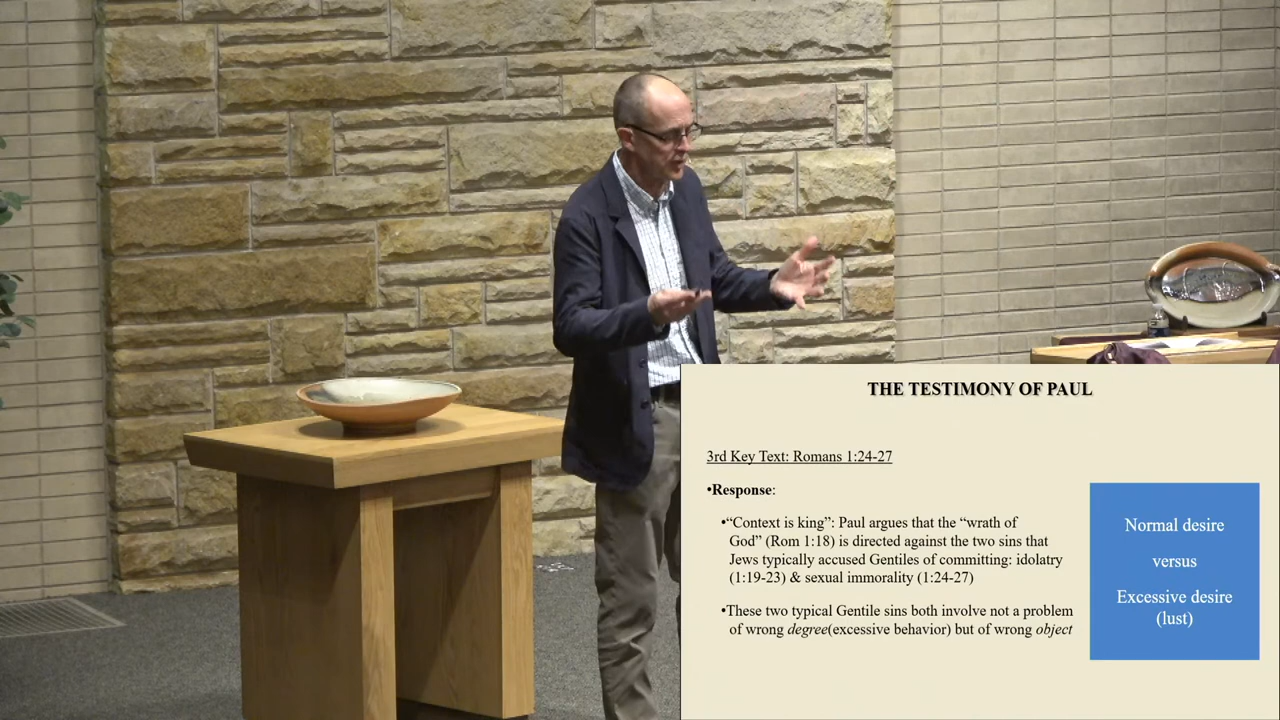 THE TESTIMONY OF PAUL
3rd Key Text: Romans 1:24-27
•Response:
•“Context is king”: Paul argues that the “wrath of
God” (Rom 1:18) is directed against the two sins that
Jews typically accused Gentiles of committing: idolatry
(1:19-23) & sexual immorality (1:24-27)
•These two typical Gentile sins both involve not a problem
of wrong degree(excessive behavior) but of wrong object
Normal desire
versus
Excessive desire
(lust)